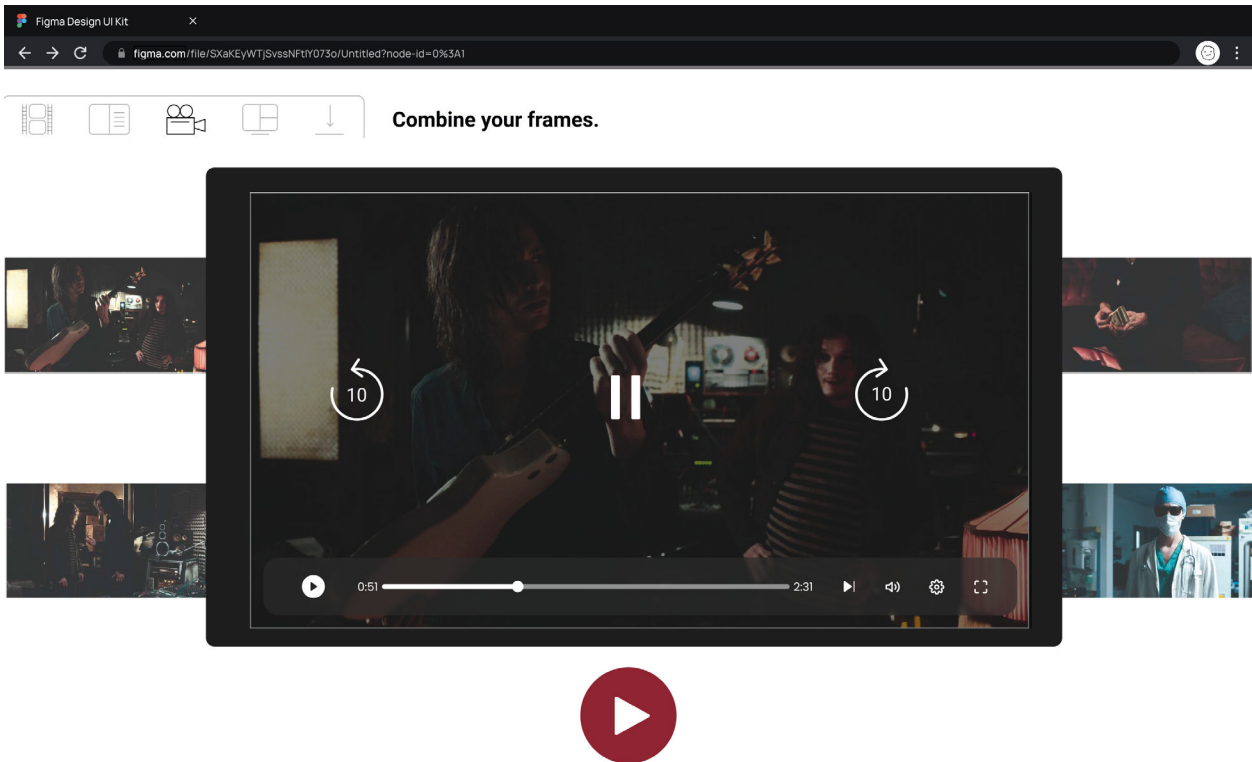 Figma Design UI Kit
figma.com/file/SXaKEyWTjSvssNFtlY073o/Untitled?node-id=0%3A1
Combine your frames.
10
10
0:51
2:31